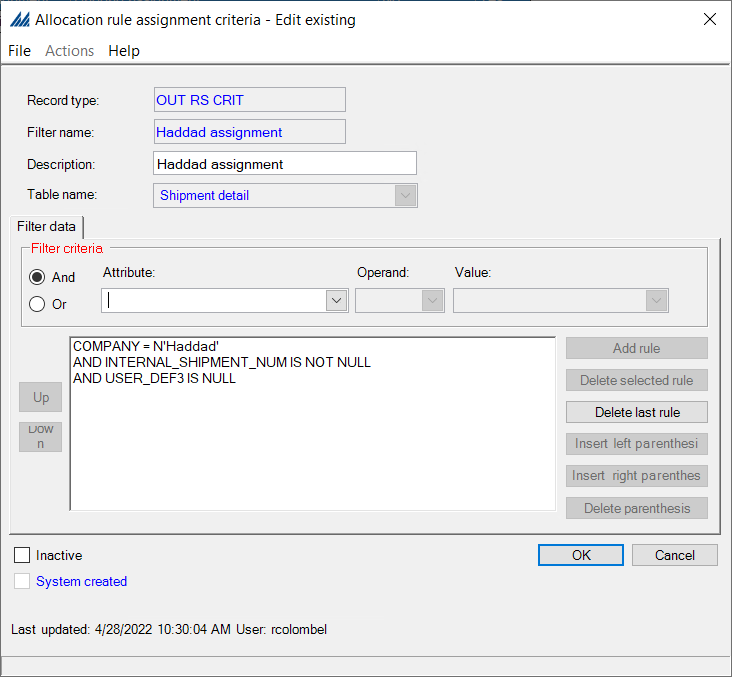 Allocation rule assignment criteria - Edit existing
File Actions Help
Record type: OUT RS CRIT
Filter name: Haddad assignment
Description: Haddad assignment
Table name: Shipment detail
Filter data
Filter criteria
And
Or
Attribute: Operand: Value:
COMPANY = N'Haddad'
AND INTERNAL_SHIPMENT_NUM IS NOT NULL
AND USER_DEF3 IS NULL
Up
Dow
n
Add rule
Delete selected rule
Delete last rule
Insert left parenthesi
Insert right parenthes
Delete parenthesis
Inactive
System created
OK Cancel
Last updated: 4/28/2022 10:30:04 AM User: rcolombel